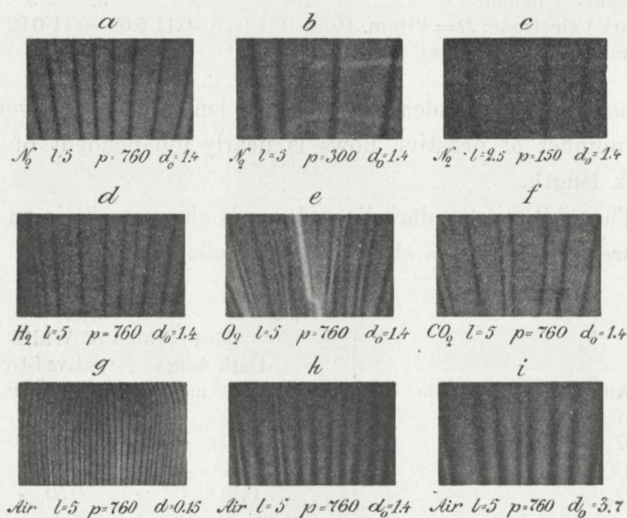 a b c
N₂ l=5 p=760 d₀=1.4 N₂ l=5 p=300 d₀=1.4 N₂ l=2.5 p=150 d₀=1.4
d e f
H₂ l=5 p=760 d₀=1.4 O₂ l=5 p=760 d₀=1.4 CO₂ l=5 p=760 d₀=1.4
g h i
Air l=5 p=760 d=0.15 Air l=5 p=760 d₀=1.4 Air l=5 p=760 d₀=3.7